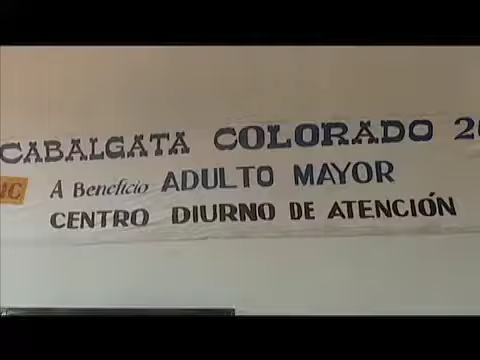 CABALGATA COLORADO
A Beneficio ADULTO MAYOR
CENTRO DIURNO DE ATENCIÓN